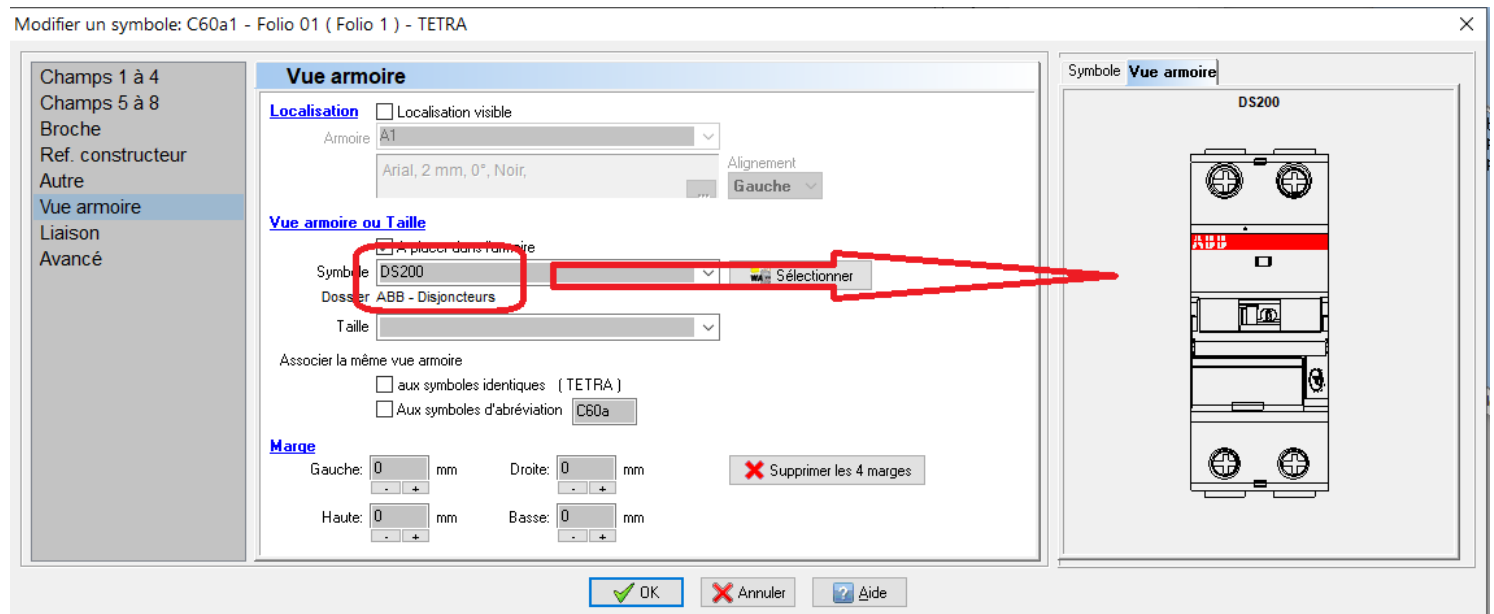 Modifier un symbole: C60a1 - Folio 01 ( Folio 1 ) - TETRA
Champs 1 à 4
Champs 5 à 8
Broche
Ref. constructeur
Autre
Vue armoire
Liaison
Avancé
Vue armoire
Localisation Localisation visible
Armoire A1
Arial, 2 mm, 0°, Noir, ...
Alignement
Gauche
Vue armoire ou Taille
A placer dans l'armoire
Symbole DS200 Sélectionner
Dossier ABB - Disjoncteurs
Taille
Associer la même vue armoire
aux symboles identiques ( TETRA )
Aux symboles d'abréviation C60a
Marge
Gauche: 0 mm Droite: 0 mm Supprimer les 4 marges
- + - +
Haute: 0 mm Basse: 0 mm
- + - +
Symbole Vue armoire
DS200
ABB
OK Annuler Aide